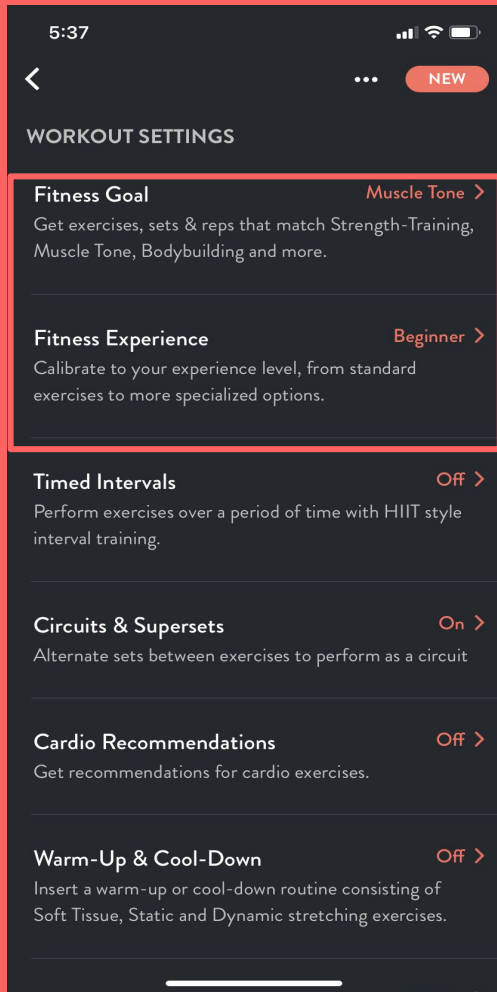 5:37
NEW
WORKOUT SETTINGS
Fitness Goal Muscle Tone
Get exercises, sets & reps that match Strength-Training,
Muscle Tone, Bodybuilding and more.
Fitness Experience Beginner
Calibrate to your experience level, from standard
exercises to more specialized options.
Timed Intervals Off
Perform exercises over a period of time with HIIT style
interval training.
Circuits & Supersets On
Alternate sets between exercises to perform as a circuit
Cardio Recommendations Off
Get recommendations for cardio exercises.
Warm-Up & Cool-Down Off
Insert a warm-up or cool-down routine consisting of
Soft Tissue, Static and Dynamic stretching exercises.